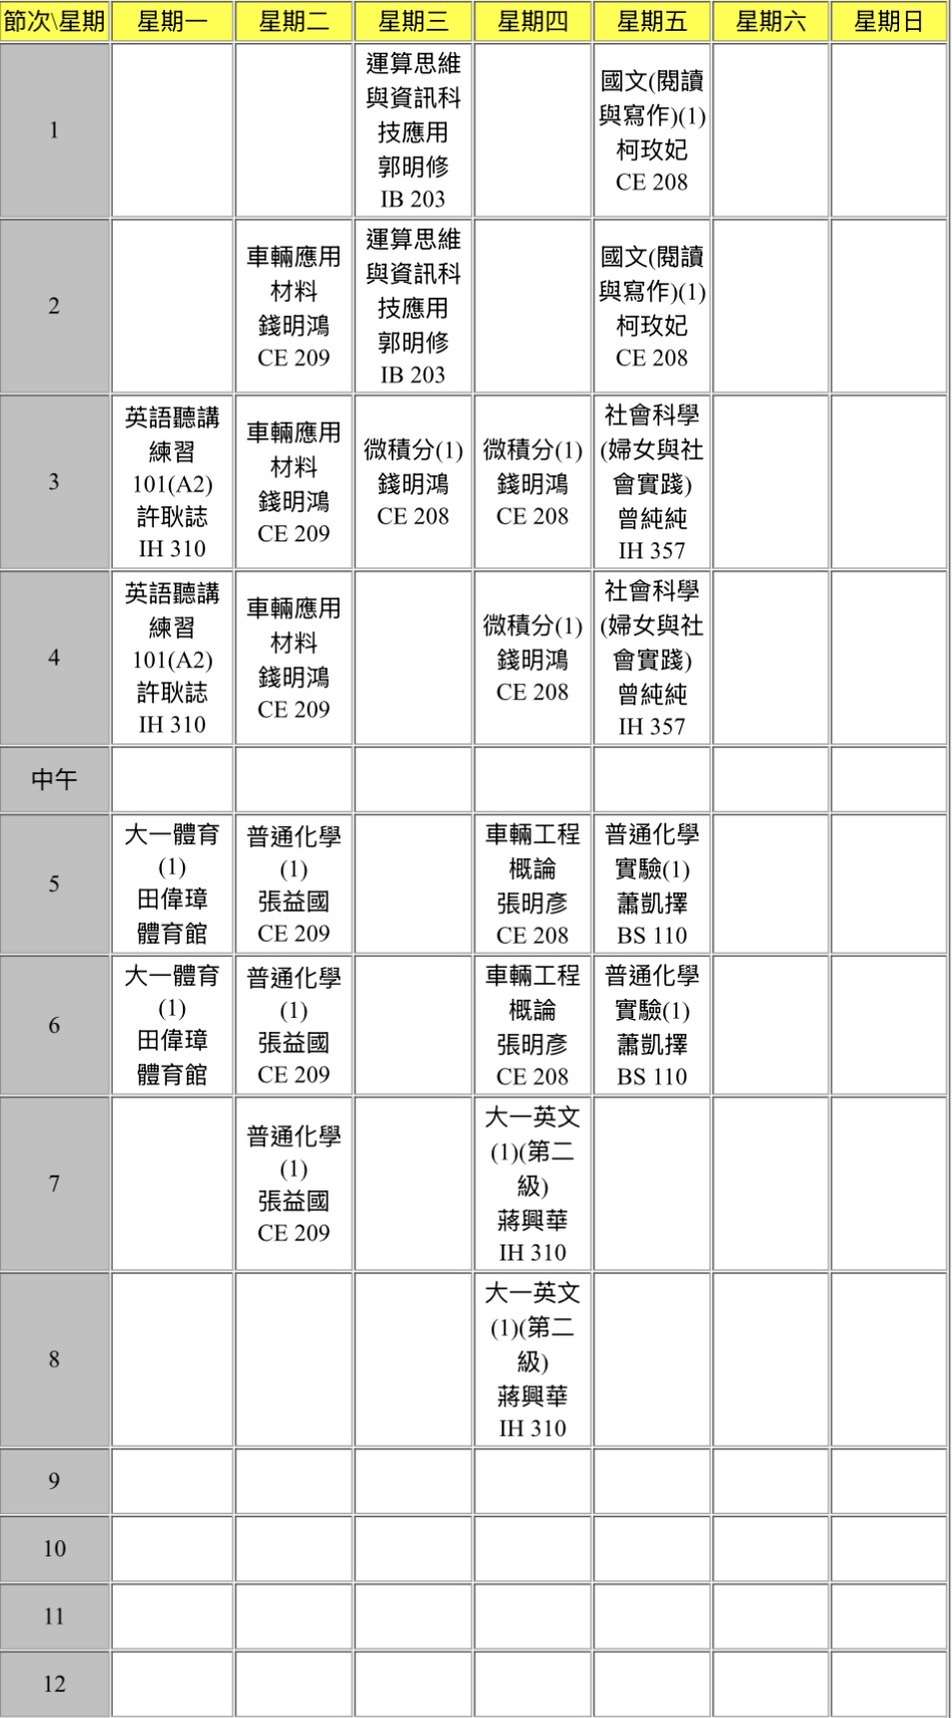 節次\星期 星期一 星期二 星期三 星期四 星期五 星期六 星期日
1
運算思維
與資訊科
技應用
郭明修
IB 203
國文(閱讀
與寫作)(1)
柯玫妃
CE 208
2
車輛應用
材料
錢明鴻
CE 209
運算思維
與資訊科
技應用
郭明修
IB 203
國文(閱讀
與寫作)(1)
柯玫妃
CE 208
3
英語聽講
練習
101(A2)
許耿誌
IH 310
車輛應用
材料
錢明鴻
CE 209
微積分(1)
錢明鴻
CE 208
微積分(1)
錢明鴻
CE 208
社會科學
(婦女與社
會實踐)
曾純純
IH 357
4
英語聽講
練習
101(A2)
許耿誌
IH 310
車輛應用
材料
錢明鴻
CE 209
微積分(1)
錢明鴻
CE 208
社會科學
(婦女與社
會實踐)
曾純純
IH 357
中午
5
大一體育
(1)
田偉璋
體育館
普通化學
(1)
張益國
CE 209
車輛工程
概論
張明彥
CE 208
普通化學
實驗(1)
蕭凱擇
BS 110
6
大一體育
(1)
田偉璋
體育館
普通化學
(1)
張益國
CE 209
車輛工程
概論
張明彥
CE 208
普通化學
實驗(1)
蕭凱擇
BS 110
7
普通化學
(1)
張益國
CE 209
大一英文
(1)(第二
級)
蔣興華
IH 310
8
大一英文
(1)(第二
級)
蔣興華
IH 310
9
10
11
12